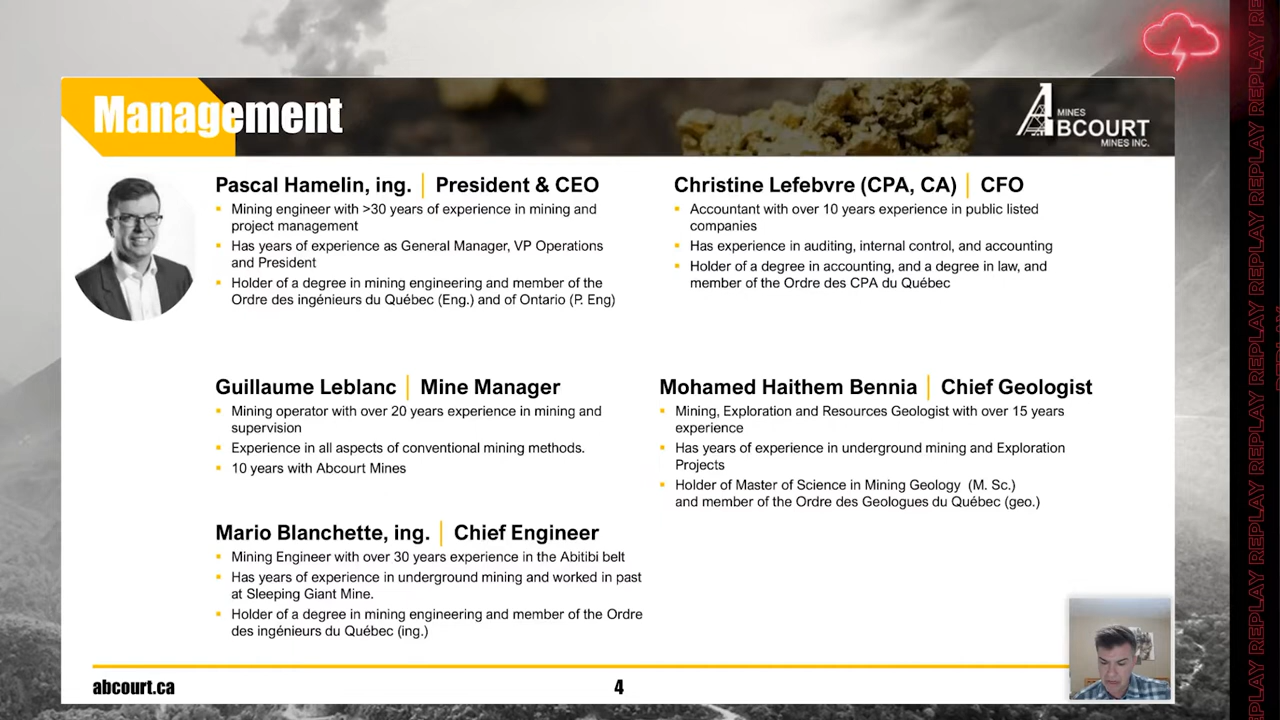 Management
MINES
ABCOURT
MINES INC.
Pascal Hamelin, ing. | President & CEO
▪ Mining engineer with >30 years of experience in mining and
project management
▪ Has years of experience as General Manager, VP Operations
and President
▪ Holder of a degree in mining engineering and member of the
Ordre des ingénieurs du Québec (Eng.) and of Ontario (P. Eng)
Christine Lefebvre (CPA, CA) | CFO
▪ Accountant with over 10 years experience in public listed
companies
▪ Has experience in auditing, internal control, and accounting
▪ Holder of a degree in accounting, and a degree in law, and
member of the Ordre des CPA du Québec
Guillaume Leblanc | Mine Manager
▪ Mining operator with over 20 years experience in mining and
supervision
▪ Experience in all aspects of conventional mining methods.
▪ 10 years with Abcourt Mines
Mohamed Haithem Bennia | Chief Geologist
▪ Mining, Exploration and Resources Geologist with over 15 years
experience
▪ Has years of experience in underground mining and Exploration
Projects
▪ Holder of Master of Science in Mining Geology (M. Sc.)
and member of the Ordre des Geologues du Québec (geo.)
Mario Blanchette, ing. | Chief Engineer
▪ Mining Engineer with over 30 years experience in the Abitibi belt
▪ Has years of experience in underground mining and worked in past
at Sleeping Giant Mine.
▪ Holder of a degree in mining engineering and member of the Ordre
des ingénieurs du Québec (ing.)
abcourt.ca
4
REPLAY REPLAY REPLAY REPLAY REPLAY REPLAY REPLAY REPLAY